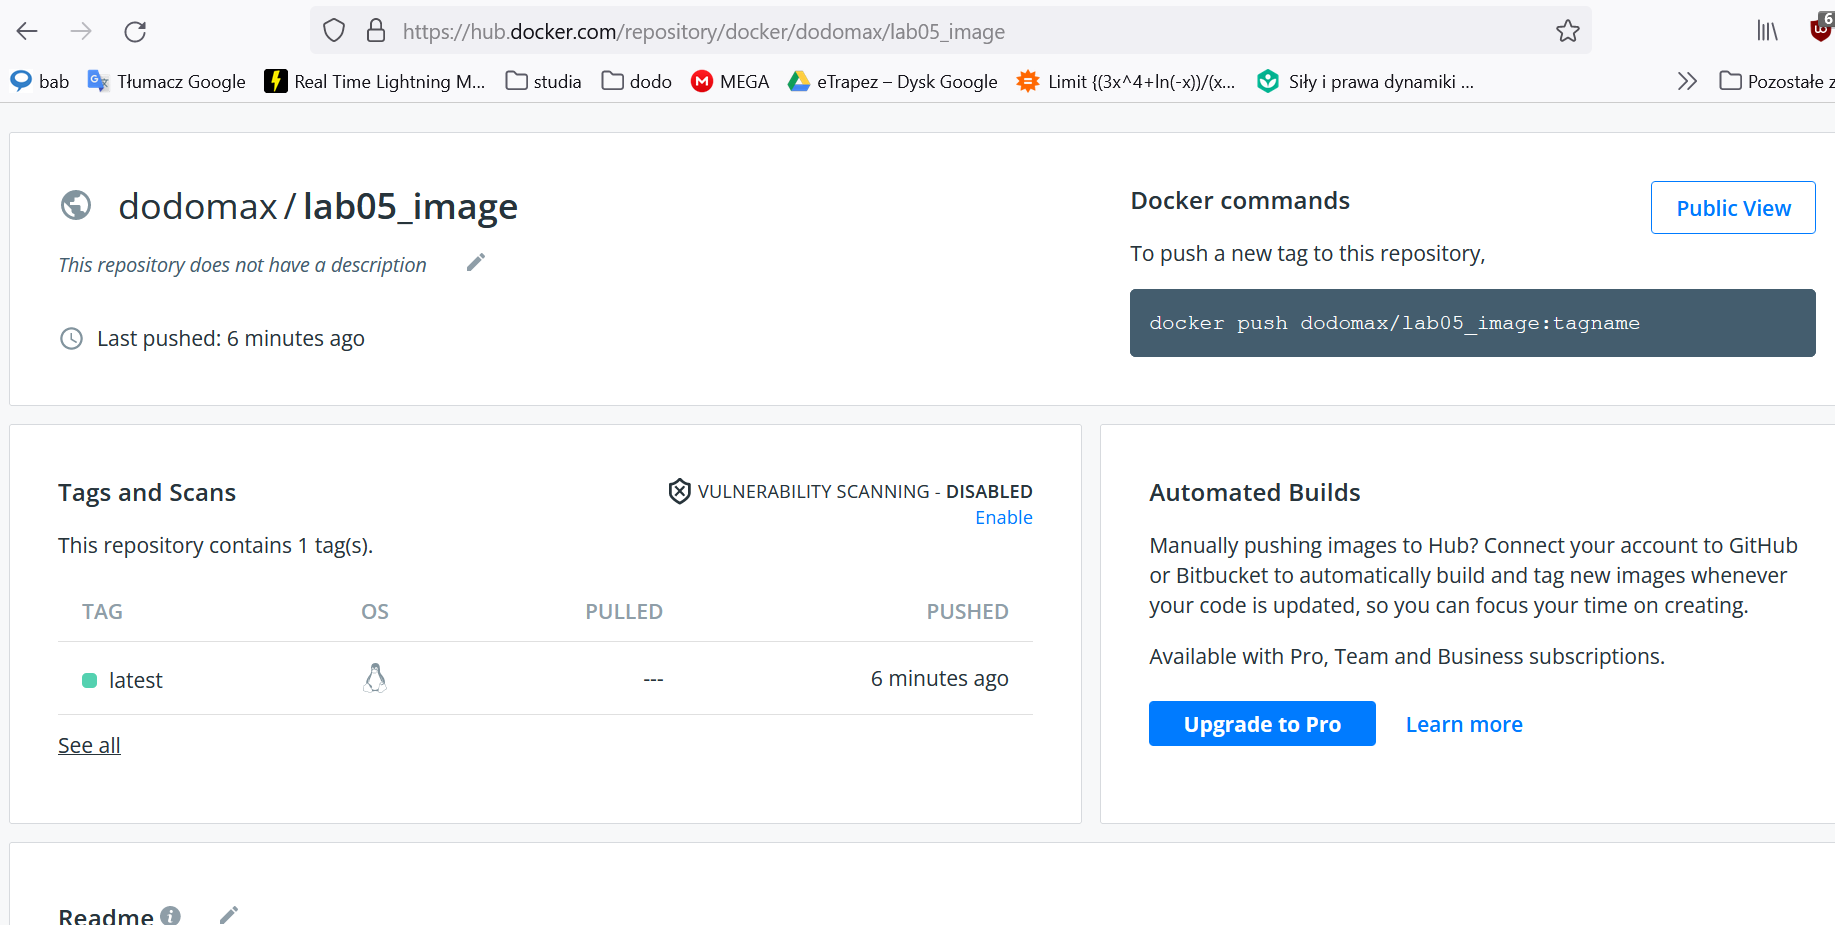 https://hub.docker.com/repository/docker/dodomax/lab05_image
6
bab
Tłumacz Google
Real Time Lightning M...
studia
dodo
MEGA
eTrapez – Dysk Google
Limit {(3x^4+ln(-x))/(x...
Siły i prawa dynamiki ...
Pozostałe z
dodomax / lab05_image
This repository does not have a description
Last pushed: 6 minutes ago
Docker commands
Public View
To push a new tag to this repository,
docker push dodomax/lab05_image:tagname
Tags and Scans
VULNERABILITY SCANNING - DISABLED
Enable
This repository contains 1 tag(s).
TAG OS PULLED PUSHED
latest --- 6 minutes ago
See all
Automated Builds
Manually pushing images to Hub? Connect your account to GitHub
or Bitbucket to automatically build and tag new images whenever
your code is updated, so you can focus your time on creating.
Available with Pro, Team and Business subscriptions.
Upgrade to Pro
Learn more
Readme